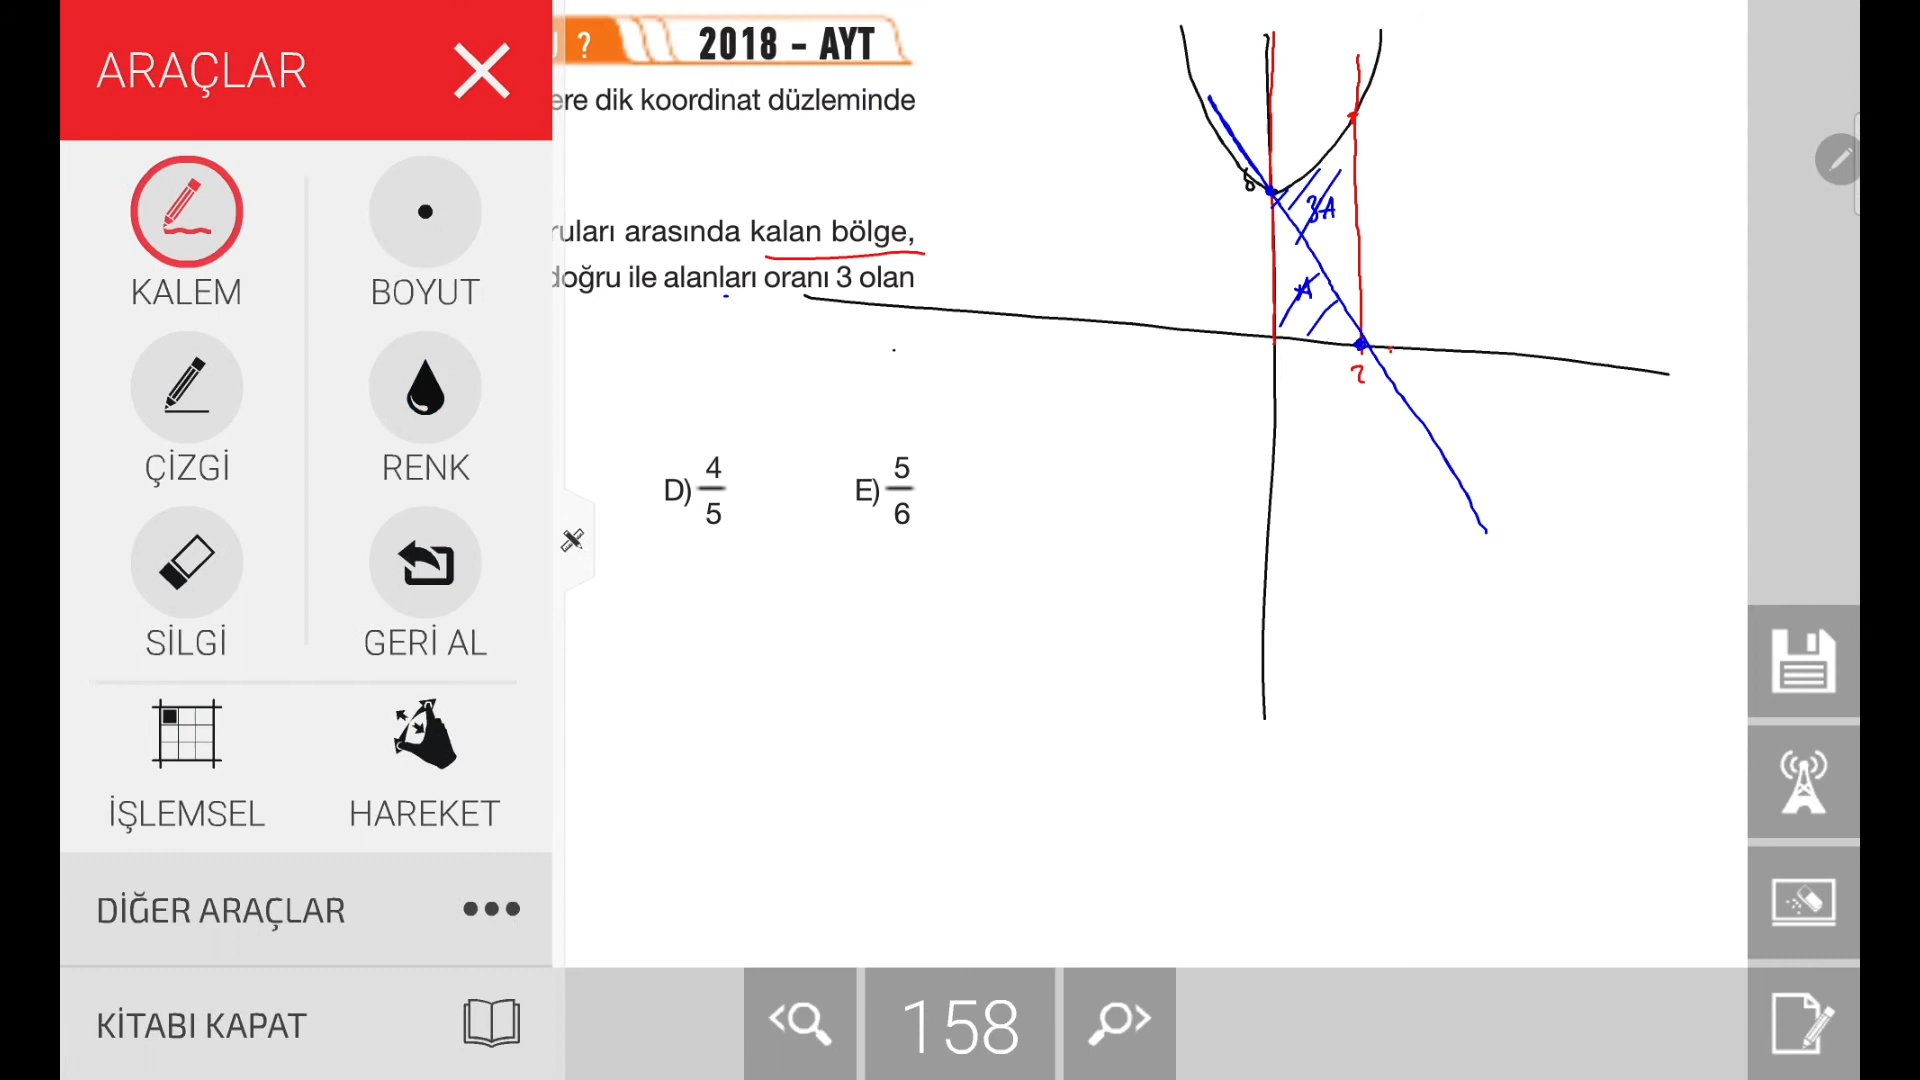 ARAÇLAR
KALEM
BOYUT
ÇİZGİ
RENK
SİLGİ
GERİ AL
İŞLEMSEL
HAREKET
DİĞER ARAÇLAR
KİTABI KAPAT
?
2018 - AYT
ere dik koordinat düzleminde
ruları arasında kalan bölge,
doğru ile alanları oranı 3 olan
D) 4/5
E) 5/6
3A
A
2
158